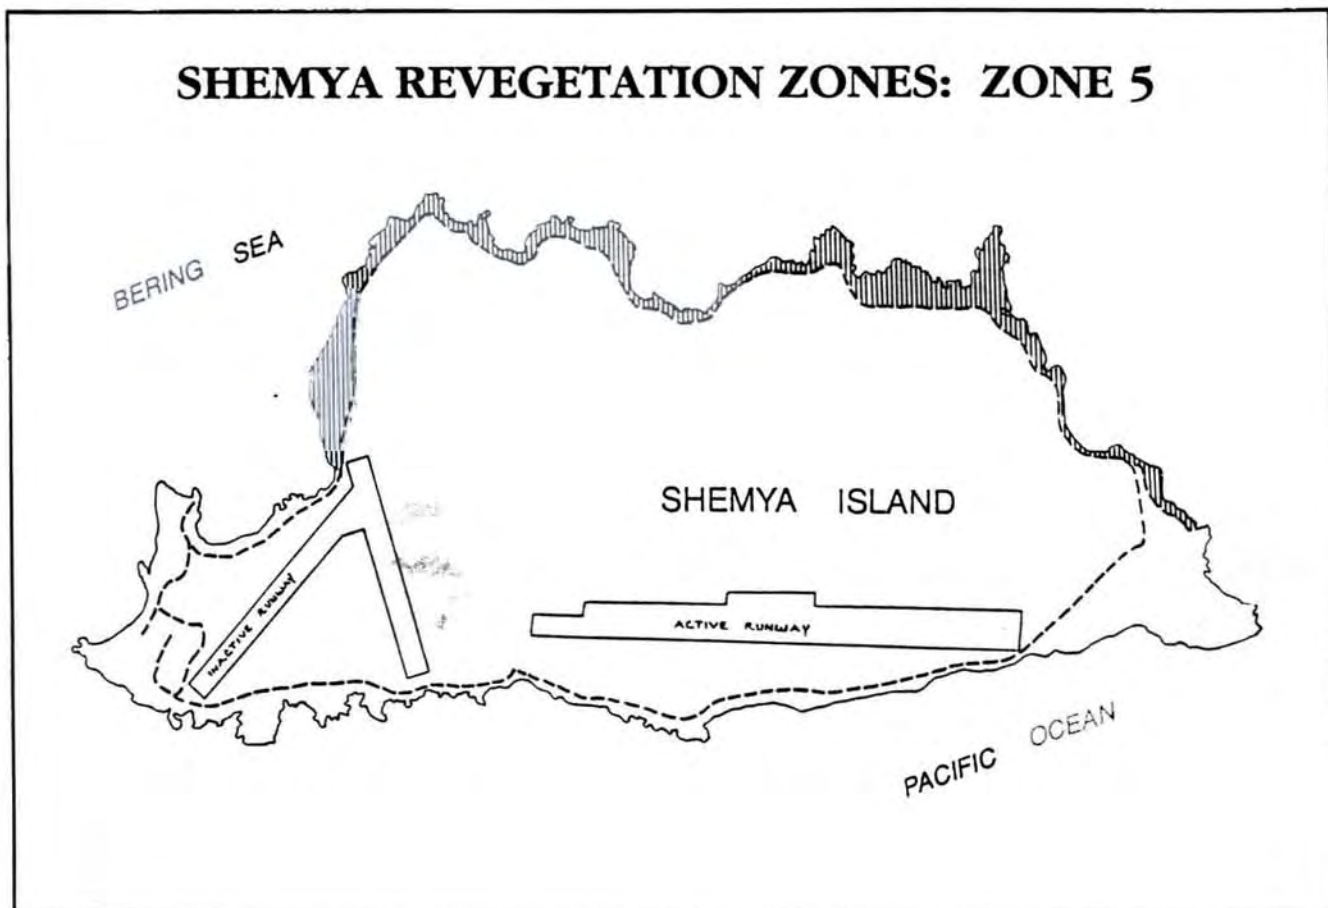 SHEMYA REVEGETATION ZONES: ZONE 5
BERING SEA
SHEMYA ISLAND
INACTIVE RUNWAY
ACTIVE RUNWAY
PACIFIC OCEAN